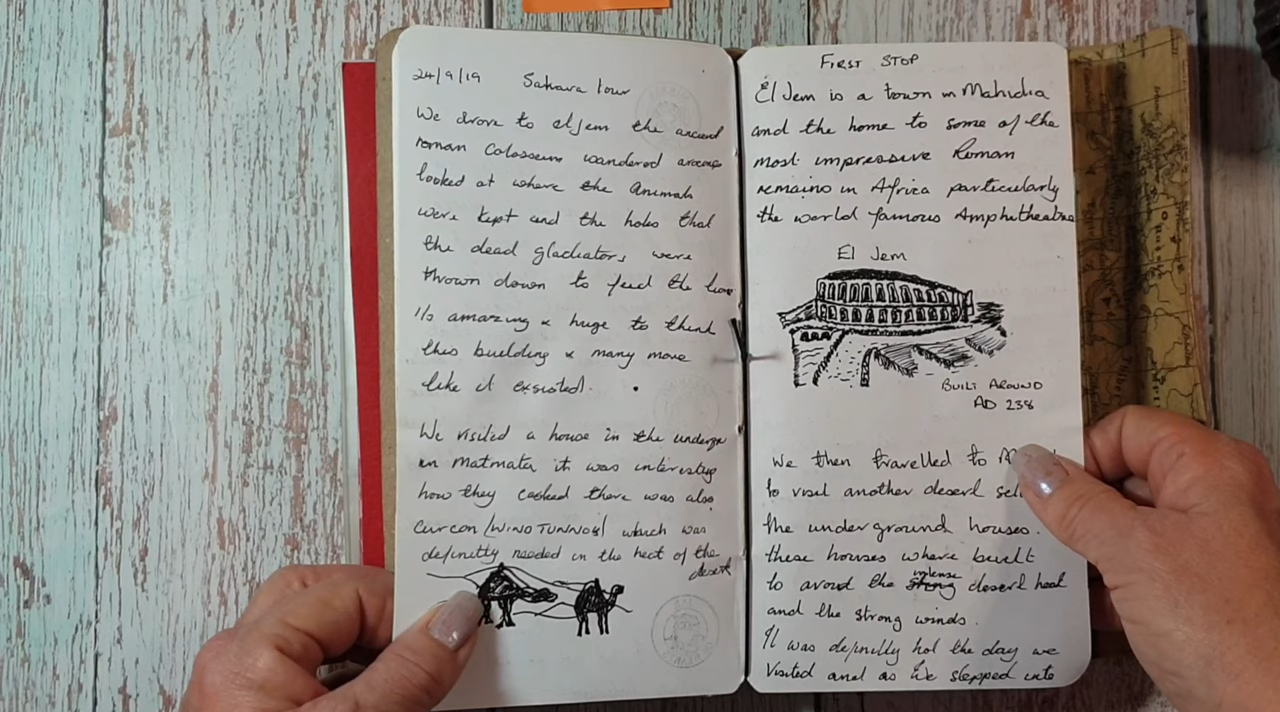 24/9/19 Sahara Tour
We drove to el jem the ancient
roman Colosseum wandered around
looked at where the Animals
were kept and the holes that
the dead gladiators were
thrown down to feed the lions
Its amazing & huge to think
this building & many more
like it exsisted.
We visited a house in the
in Matmata it was interesting
how they cooked there was also
(WIND TUNNOS) which was
definitly needed in the heat of the
desert
FIRST STOP
El Jem is a town in Mahidia
and the home to some of the
most impressive Roman
remains in Africa particularly
the world famous Amphitheatre
El Jem
BUILT AROUND
AD 238
We then travelled to
to visit another desert
the underground houses.
these houses where built
to avoid the intense desert heat
and the strong winds.
It was definitly hot the day we
visited and as we stepped into